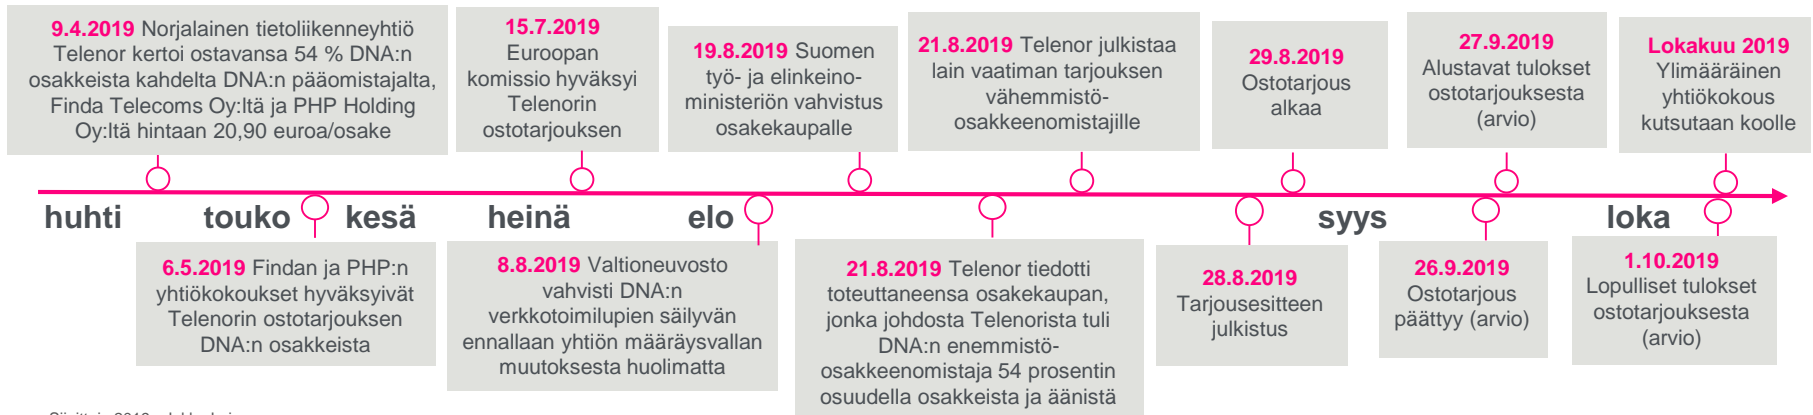 9.4.2019 Norjalainen tietoliikenneyhtiö
Telenor kertoi ostavansa 54 % DNA:n
osakkeista kahdelta DNA:n pääomistajalta,
Finda Telecoms Oy:ltä ja PHP Holding
Oy:ltä hintaan 20,90 euroa/osake
15.7.2019
Euroopan
komissio hyväksyi
Telenorin
ostotarjouksen
19.8.2019 Suomen
työ- ja elinkeino-
ministeriön vahvistus
osakekaupalle
21.8.2019 Telenor julkistaa
lain vaatiman tarjouksen
vähemmistö-
osakkeenomistajille
29.8.2019
Ostotarjous
alkaa
27.9.2019
Alustavat tulokset
ostotarjouksesta
(arvio)
Lokakuu 2019
Ylimääräinen
yhtiökokous
kutsutaan koolle
huhti touko kesä heinä elo syys loka
6.5.2019 Findan ja PHP:n
yhtiökokoukset hyväksyivät
Telenorin ostotarjouksen
DNA:n osakkeista
8.8.2019 Valtioneuvosto
vahvisti DNA:n
verkkotoimilupien säilyvän
ennallaan yhtiön määräysvallan
muutoksesta huolimatta
21.8.2019 Telenor tiedotti
toteuttaneensa osakekaupan,
jonka johdosta Telenorista tuli
DNA:n enemmistö-
osakkeenomistaja 54 prosentin
osuudella osakkeista ja äänistä
28.8.2019
Tarjousesitteen
julkistus
26.9.2019
Ostotarjous
päättyy (arvio)
1.10.2019
Lopulliset tulokset
ostotarjouksesta
(arvio)